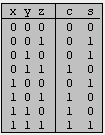 x y z c s
0 0 0 0 0
0 0 1 0 1
0 1 0 0 1
0 1 1 1 0
1 0 0 0 1
1 0 1 1 0
1 1 0 1 0
1 1 1 1 1